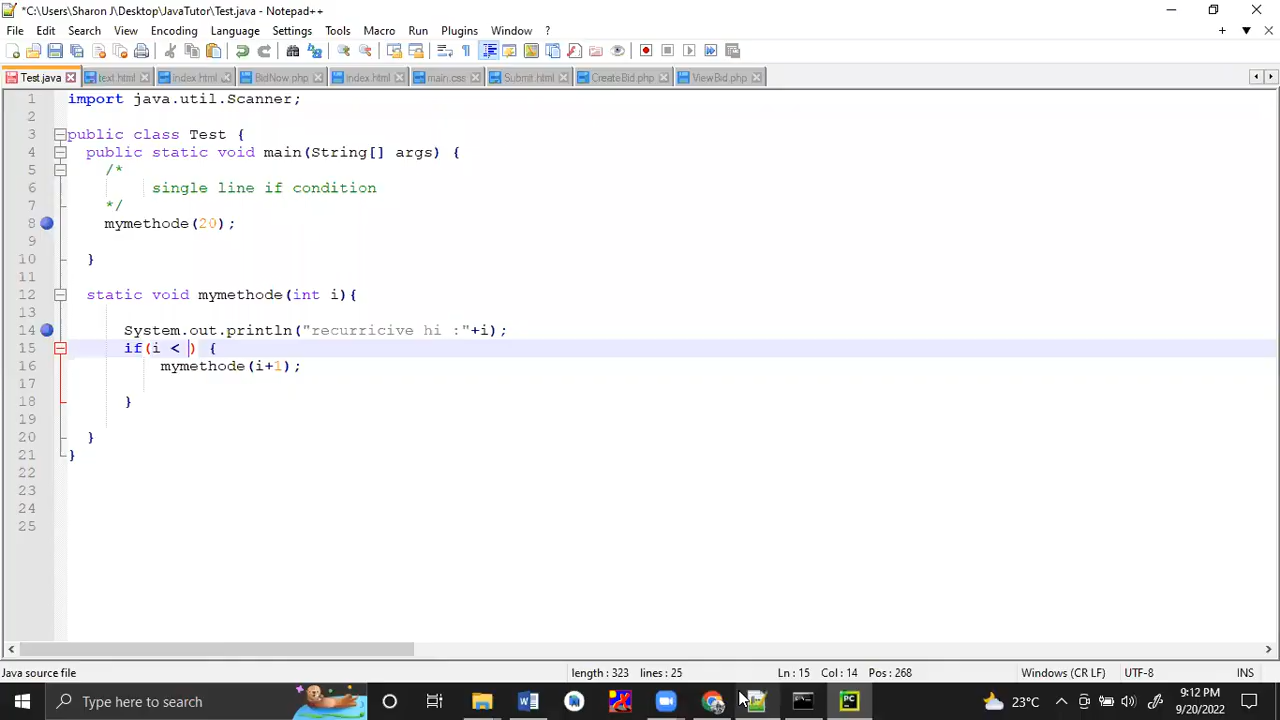 *C:\Users\Sharon J\Desktop\JavaTutor\Test.java - Notepad++
File Edit Search View Encoding Language Settings Tools Macro Run Plugins Window ?
Test.java text.html index.html BidNow.php index.html main.css Submit.html CreateBid.php ViewBid.php
1 import java.util.Scanner;
2
3 public class Test {
4 public static void main(String[] args) {
5 /*
6 single line if condition
7 */
8 mymethode(20);
9
10 }
11
12 static void mymethode(int i){
13
14 System.out.println("recurricive hi :"+i);
15 if(i < ) {
16 mymethode(i+1);
17
18 }
19
20 }
21 }
22
23
24
25
Java source file length : 323 lines : 25 Ln : 15 Col : 14 Pos : 268 Windows (CR LF) UTF-8 INS
Type here to search 23°C 9:12 PM
9/20/2022